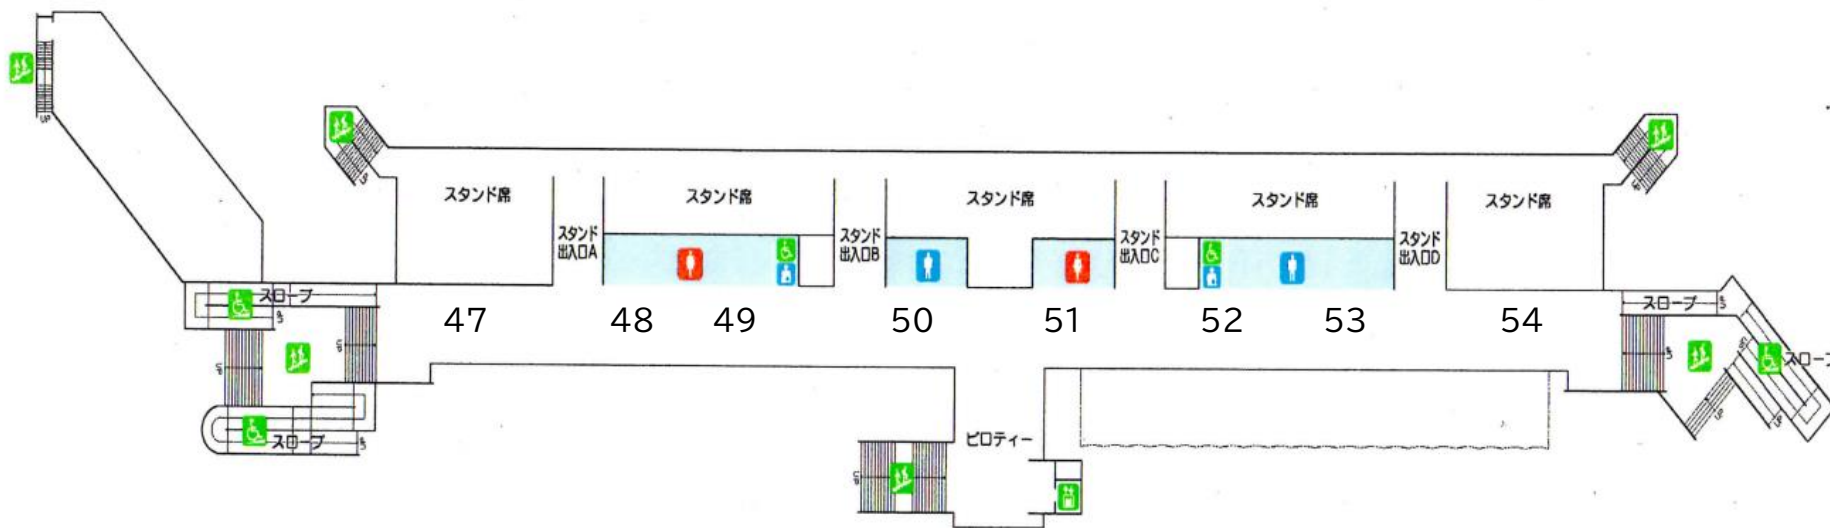 UP
スタンド席
スタンド席
スタンド席
スタンド席
スタンド席
スタンド
出入口A
スタンド
出入口B
スタンド
出入口C
スタンド
出入口D
スロープ
スロープ
47
48
49
50
51
52
53
54
スロープ
スロープ
ピロティー
UP
UP